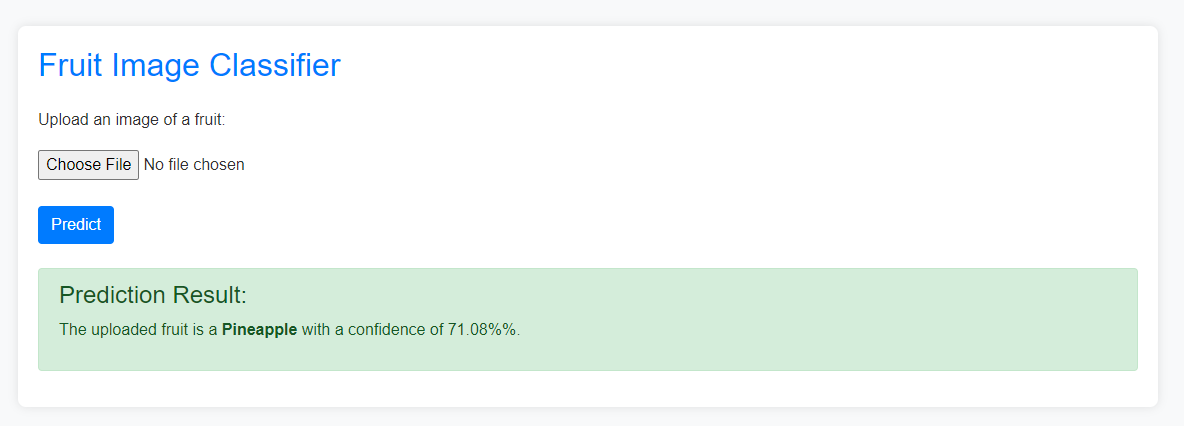 Fruit Image Classifier
Upload an image of a fruit:
Choose File No file chosen
Predict
Prediction Result:
The uploaded fruit is a Pineapple with a confidence of 71.08%%.